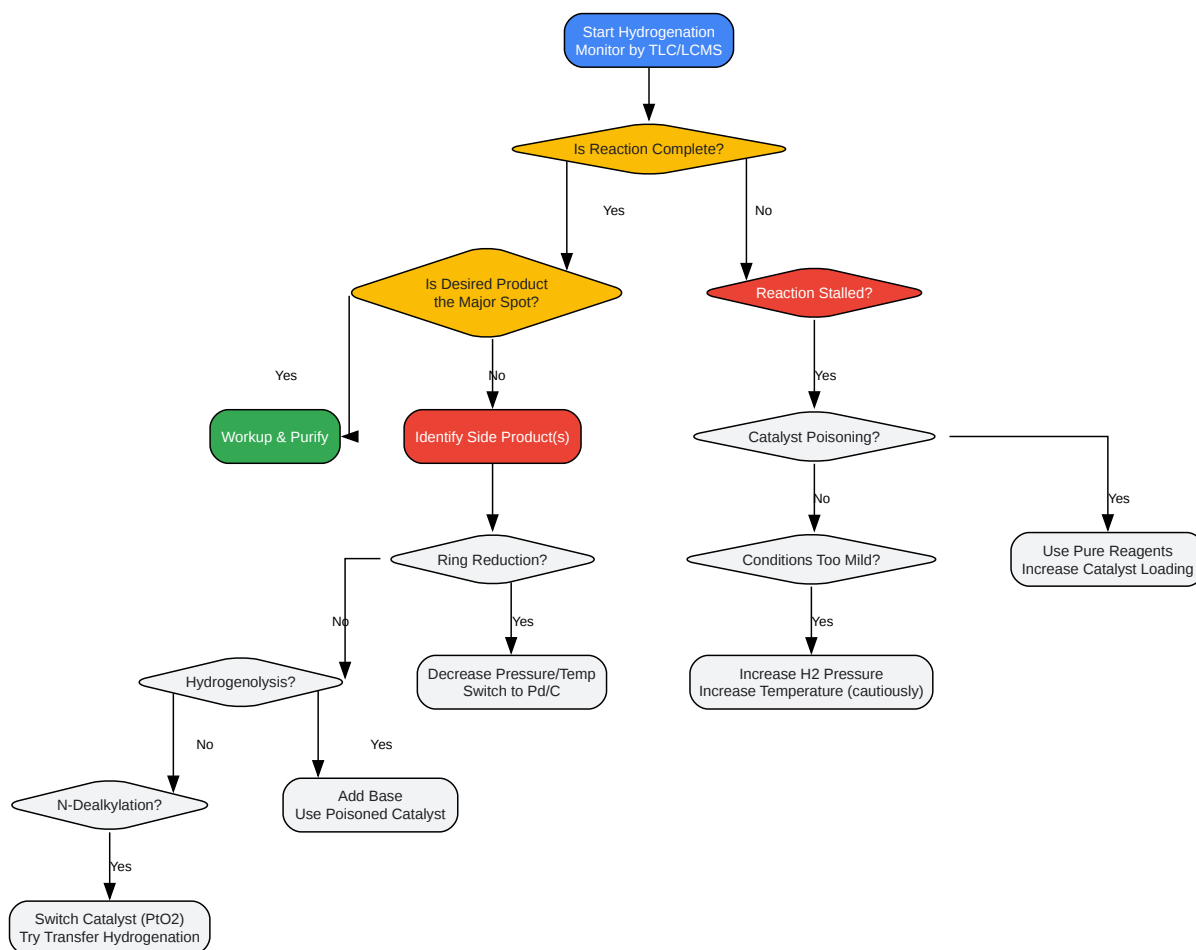 Start Hydrogenation
Monitor by TLC/LCMS
Is Reaction Complete?
Yes
No
Is Desired Product
the Major Spot?
Reaction Stalled?
Yes
No
Yes
Workup & Purify
Identify Side Product(s)
Catalyst Poisoning?
No
Yes
Ring Reduction?
Conditions Too Mild?
Use Pure Reagents
Increase Catalyst Loading
No
Yes
Yes
Hydrogenolysis?
Decrease Pressure/Temp
Switch to Pd/C
Increase H2 Pressure
Increase Temperature (cautiously)
No
Yes
N-Dealkylation?
Add Base
Use Poisoned Catalyst
Yes
Switch Catalyst (PtO2)
Try Transfer Hydrogenation